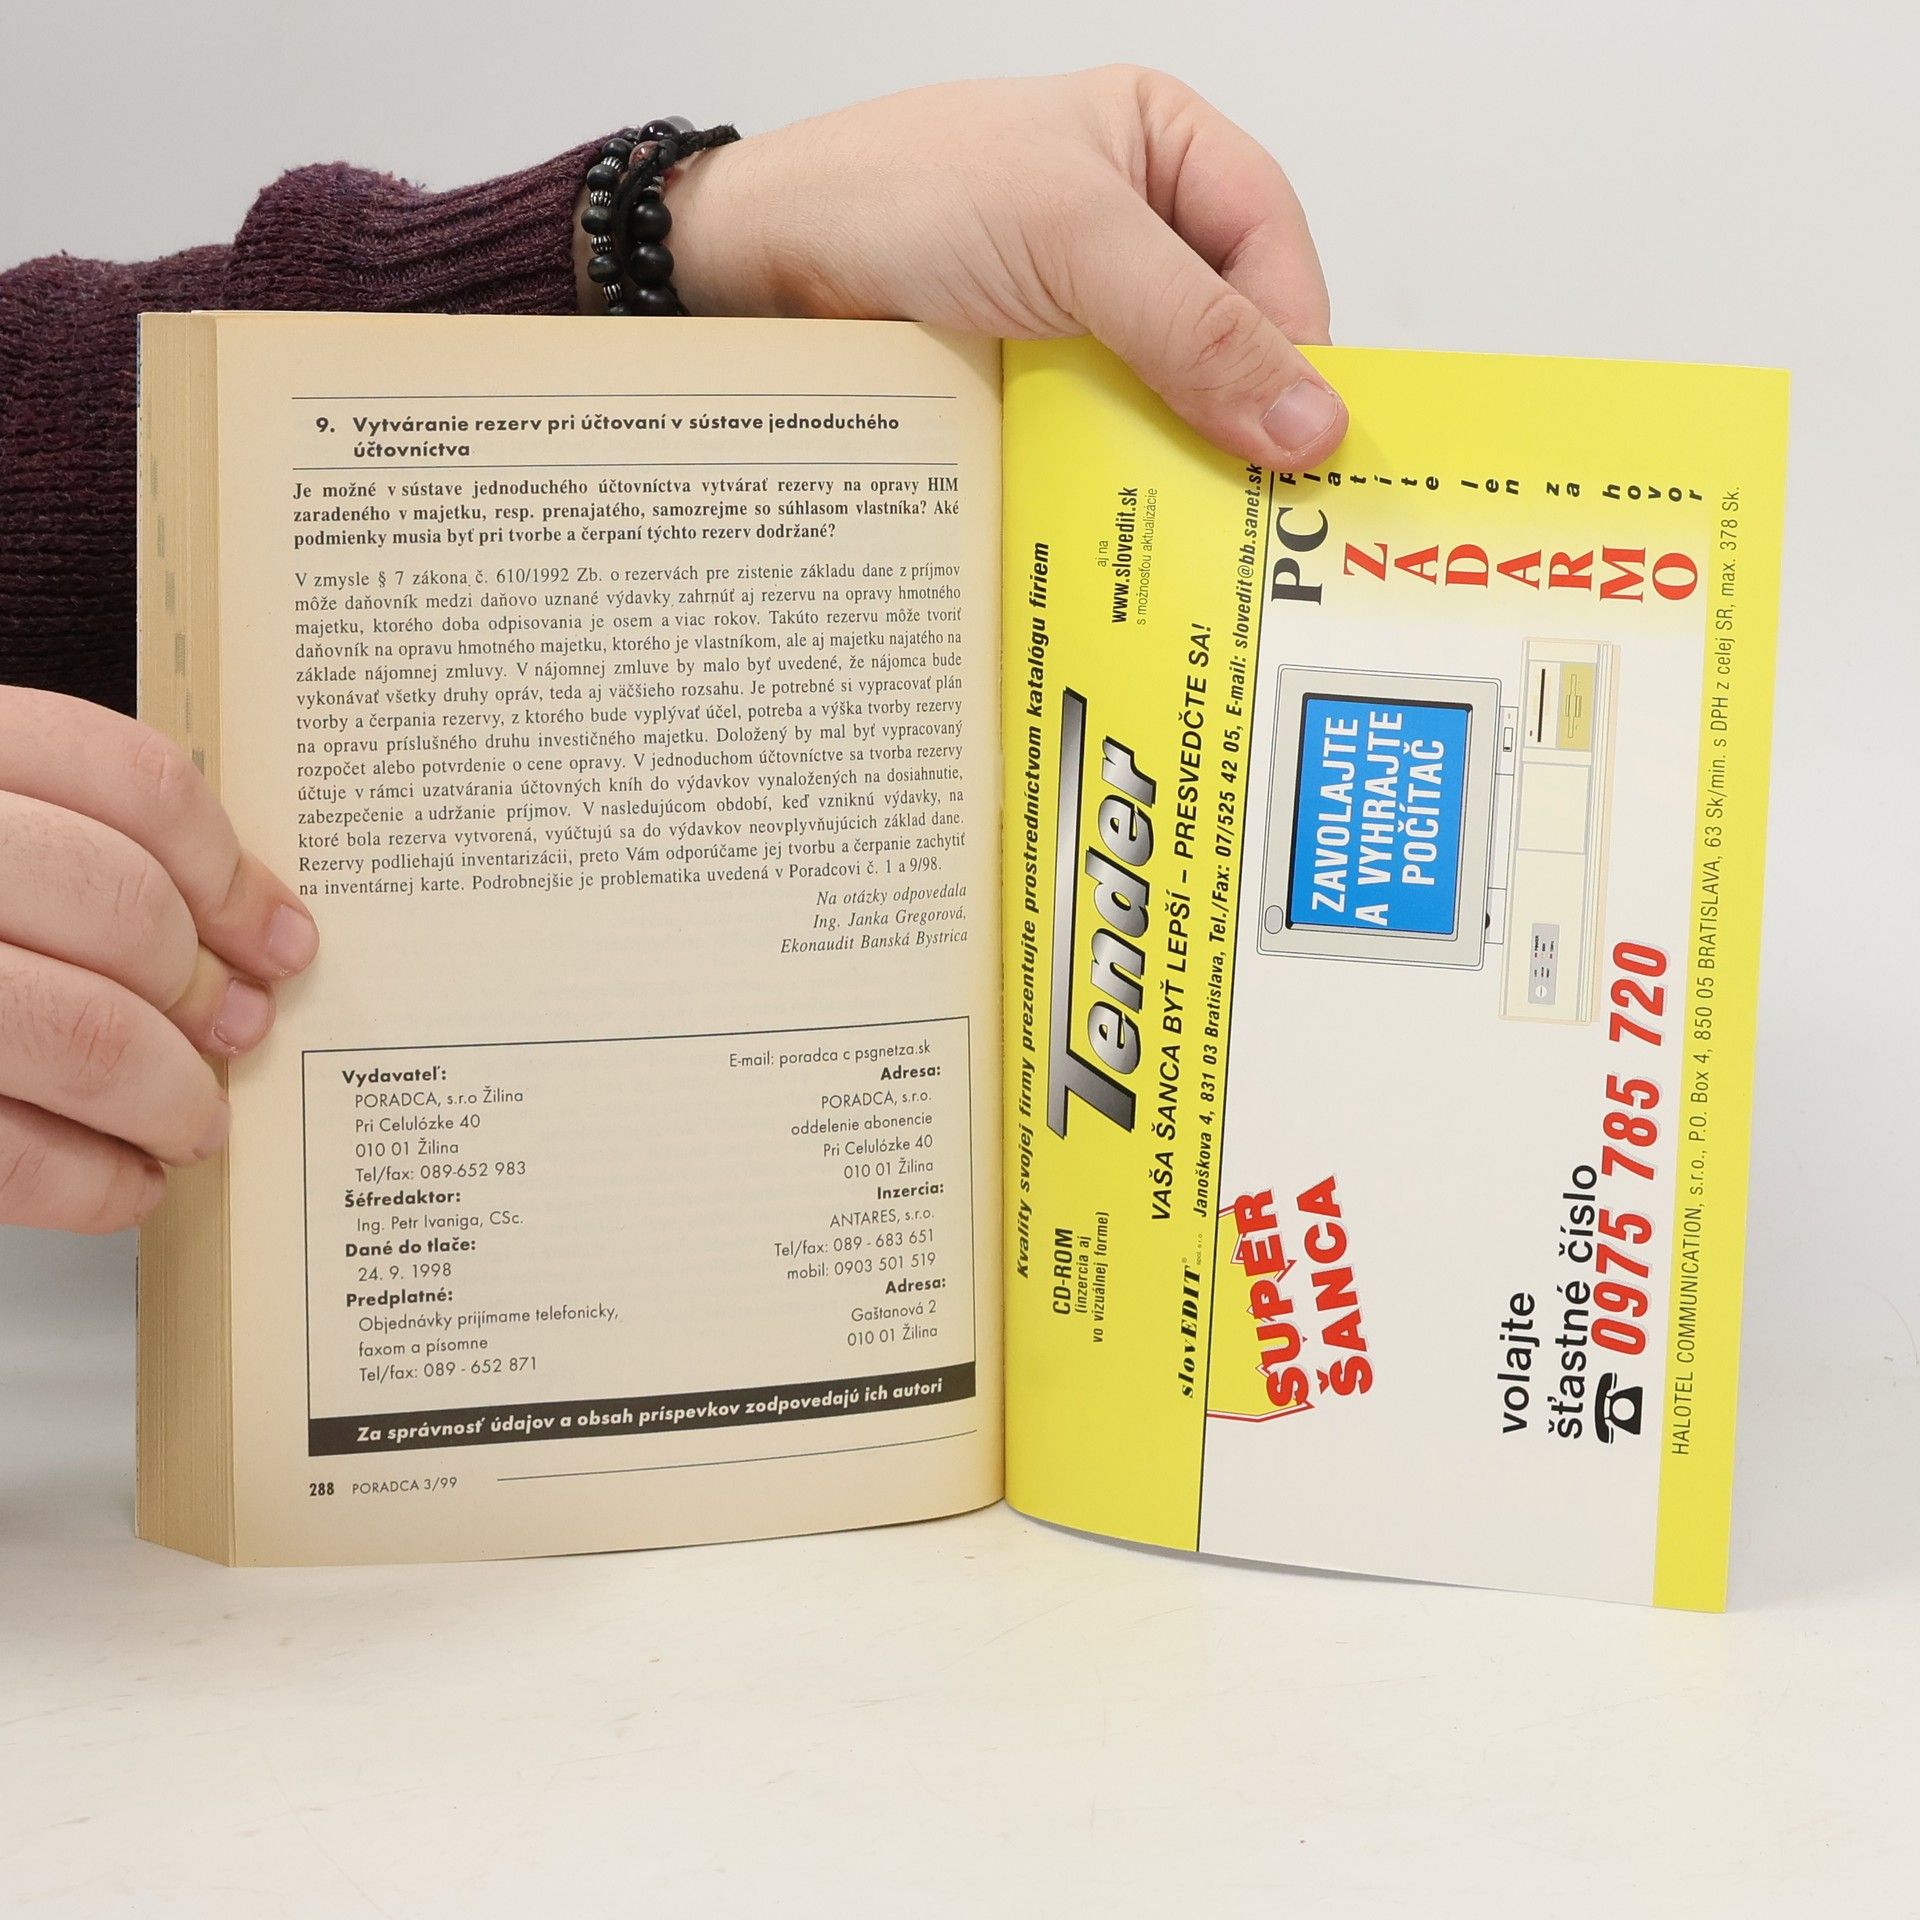 9. Vytváranie rezerv pri účtovaní v sústave jednoduchého
účtovníctva
Je možné v sústave jednoduchého účtovníctva vytvárať rezervy na opravy HIM
zaradeného v majetku, resp. prenajatého, samozrejme so súhlasom vlastníka? Aké
podmienky musia byť pri tvorbe a čerpaní týchto rezerv dodržané?
V zmysle § 7 zákona č. 610/1992 Zb. o rezervách pre zistenie základu dane z príjmov
môže daňovník medzi daňovo uznané výdavky zahrnúť aj rezervu na opravy hmotného
majetku, ktorého doba odpisovania je osem a viac rokov. Takúto rezervu môže tvoriť
daňovník na opravu hmotného majetku, ktorého je vlastníkom, ale aj majetku najatého na
základe nájomnej zmluvy. V nájomnej zmluve by malo byť uvedené, že nájomca bude
vykonávať všetky druhy opráv, teda aj väčšieho rozsahu. Je potrebné si vypracovať plán
tvorby a čerpania rezervy, z ktorého bude vyplývať účel, potreba a výška tvorby rezervy
na opravu príslušného druhu investičného majetku. Doložený by mal byť vypracovaný
rozpočet alebo potvrdenie o cene opravy. V jednoduchom účtovníctve sa tvorba rezervy
účtuje v rámci uzatvárania účtovných kníh do výdavkov vynaložených na dosiahnutie,
zabezpečenie a udržanie príjmov. V nasledujúcom období, keď vzniknú výdavky, na
ktoré bola rezerva vytvorená, vyúčtujú sa do výdavkov neovplyvňujúcich základ dane.
Rezervy podliehajú inventarizácii, preto Vám odporúčame jej tvorbu a čerpanie zachytiť
na inventárnej karte. Podrobnejšie je problematika uvedená v Poradcovi č. 1 a 9/98.
Na otázky odpovedala
Ing. Janka Gregorová,
Ekonaudit Banská Bystrica
Vydavateľ:
PORADCA, s.r.o Žilina
Pri Celulózke 40
010 01 Žilina
Tel/fax: 089-652 983
Šéfredaktor:
Ing. Petr Ivaniga, CSc.
Dané do tlače:
24. 9. 1998
Predplatné:
Objednávky prijímame telefonicky,
faxom a písomne
Tel/fax: 089 - 652 871
E-mail: poradca c psgnetza.sk
Adresa:
PORADCA, s.r.o.
oddelenie abonencie
Pri Celulózke 40
010 01 Žilina
Inzercia:
ANTARES, s.r.o.
Tel/fax: 089 - 683 651
mobil: 0903 501 519
Adresa:
Gaštanová 2
010 01 Žilina
Za správnosť údajov a obsah príspevkov zodpovedajú ich autori
288 PORADCA 3/99
Kvality svojej firmy prezentujte prostredníctvom katalógu firiem
CD-ROM
(inzercia aj
vo vizuálnej forme)
Tender
aj na
www.slovedit.sk
s možnosťou aktualizácie
VAŠA ŠANCA BYŤ LEPŠÍ – PRESVEDČTE SA!
slovEDIT® spol. s r.o. Janoškova 4, 831 03 Bratislava, Tel./Fax: 07/525 42 05, E-mail: slovedit@bb.sanet.sk
SUPER
ŠANCA
ZAVOLAJTE
A VYHRAJTE
POČÍTAČ
PC
ZADARMO
platíte len za hovor
volajte
šťastné číslo
0975 785 720
HALOTEL COMMUNICATION, s.r.o., P.O. Box 4, 850 05 BRATISLAVA, 63 Sk/min. s DPH z celej SR, max. 378 Sk.